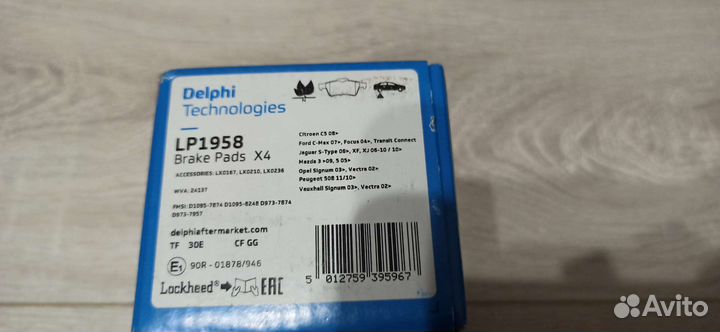 Delphi
Technologies
LP1958
Brake Pads X4
ACCESSORIES: LX0167, LX0210, LX0236
WVA: 24137
FMSI: D1095-7874 D1095-8248 D973-7874
D973-7957
delphiaftermarket.com
TF 3DE CF GG
E1 90R - 01878/946
Lockheed® EAC
Citroen C5 08>
Ford C-Max 07>, Focus 04>, Transit Connect
Jaguar S-Type 06>, XF, XJ 06-10 / 10>
Mazda 3 >09, 5 05>
Opel Signum 03>, Vectra 02>
Peugeot 508 11/10>
Vauxhall Signum 03>, Vectra 02>
5 012759 395967
Avito